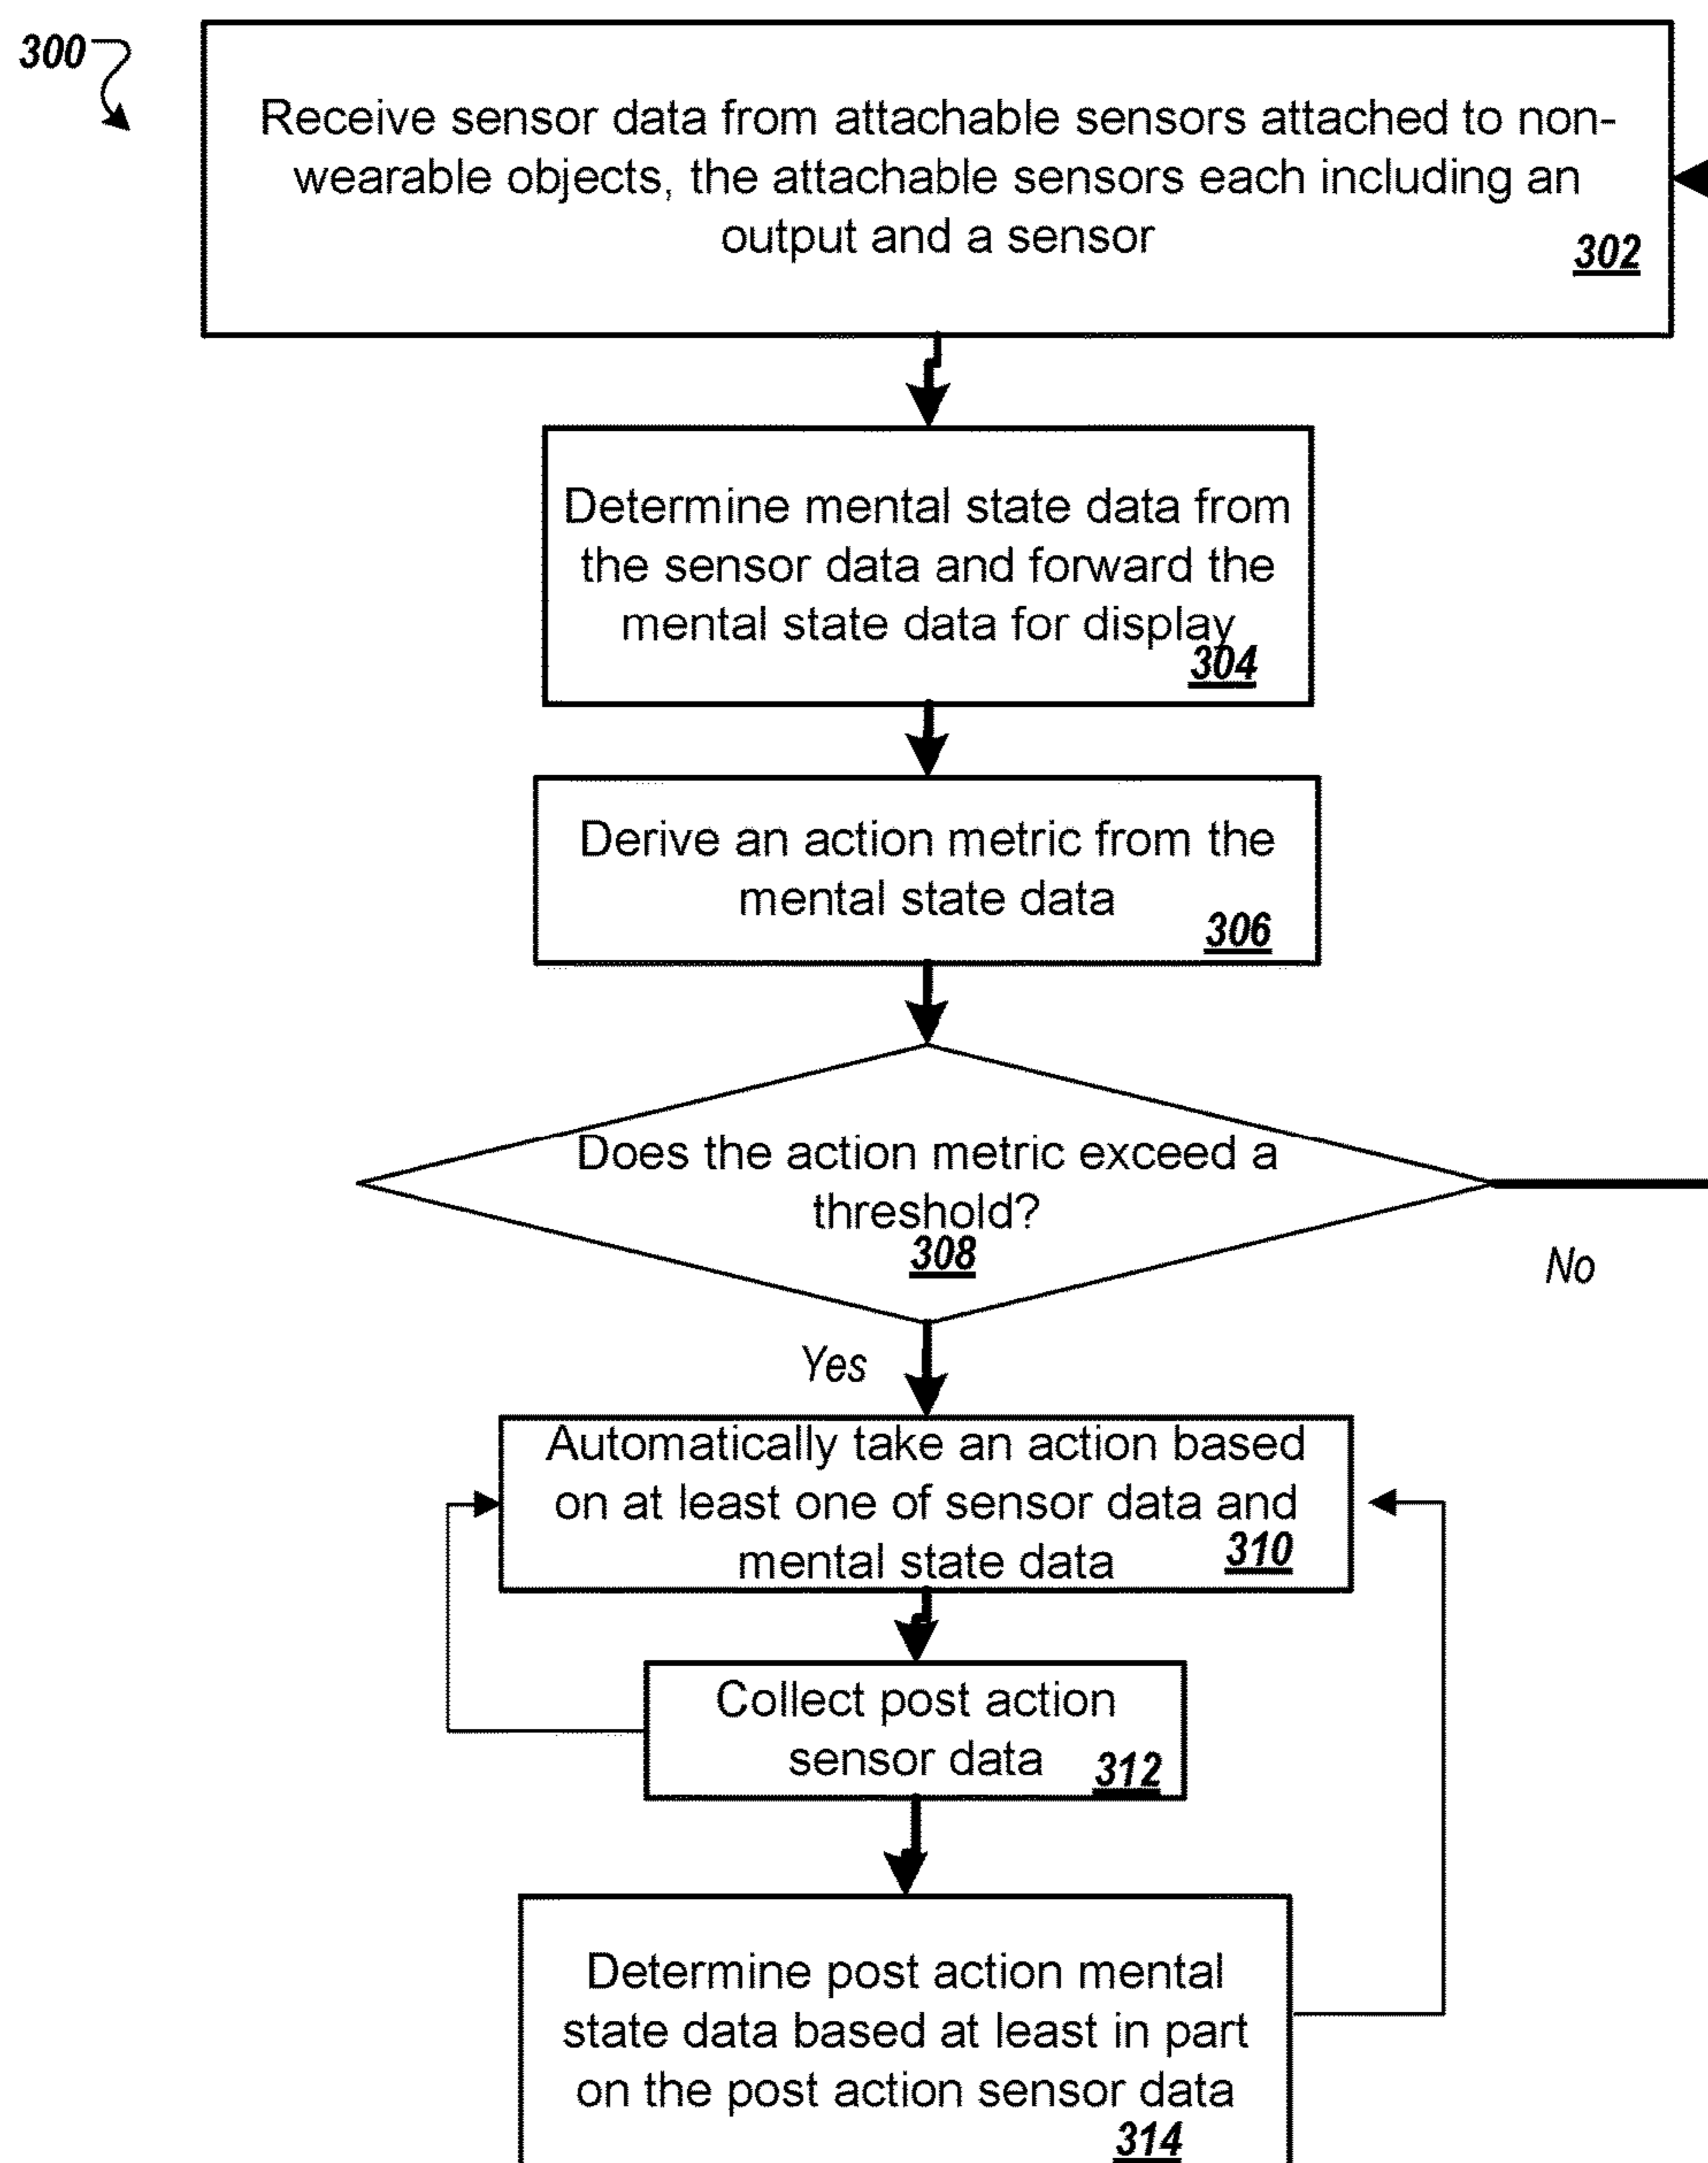 300
Receive sensor data from attachable sensors attached to non-
wearable objects, the attachable sensors each including an
output and a sensor
302
Determine mental state data from
the sensor data and forward the
mental state data for display
304
Derive an action metric from the
mental state data
306
Does the action metric exceed a
threshold?
308
No
Yes
Automatically take an action based
on at least one of sensor data and
mental state data
310
Collect post action
sensor data
312
Determine post action mental
state data based at least in part
on the post action sensor data
314